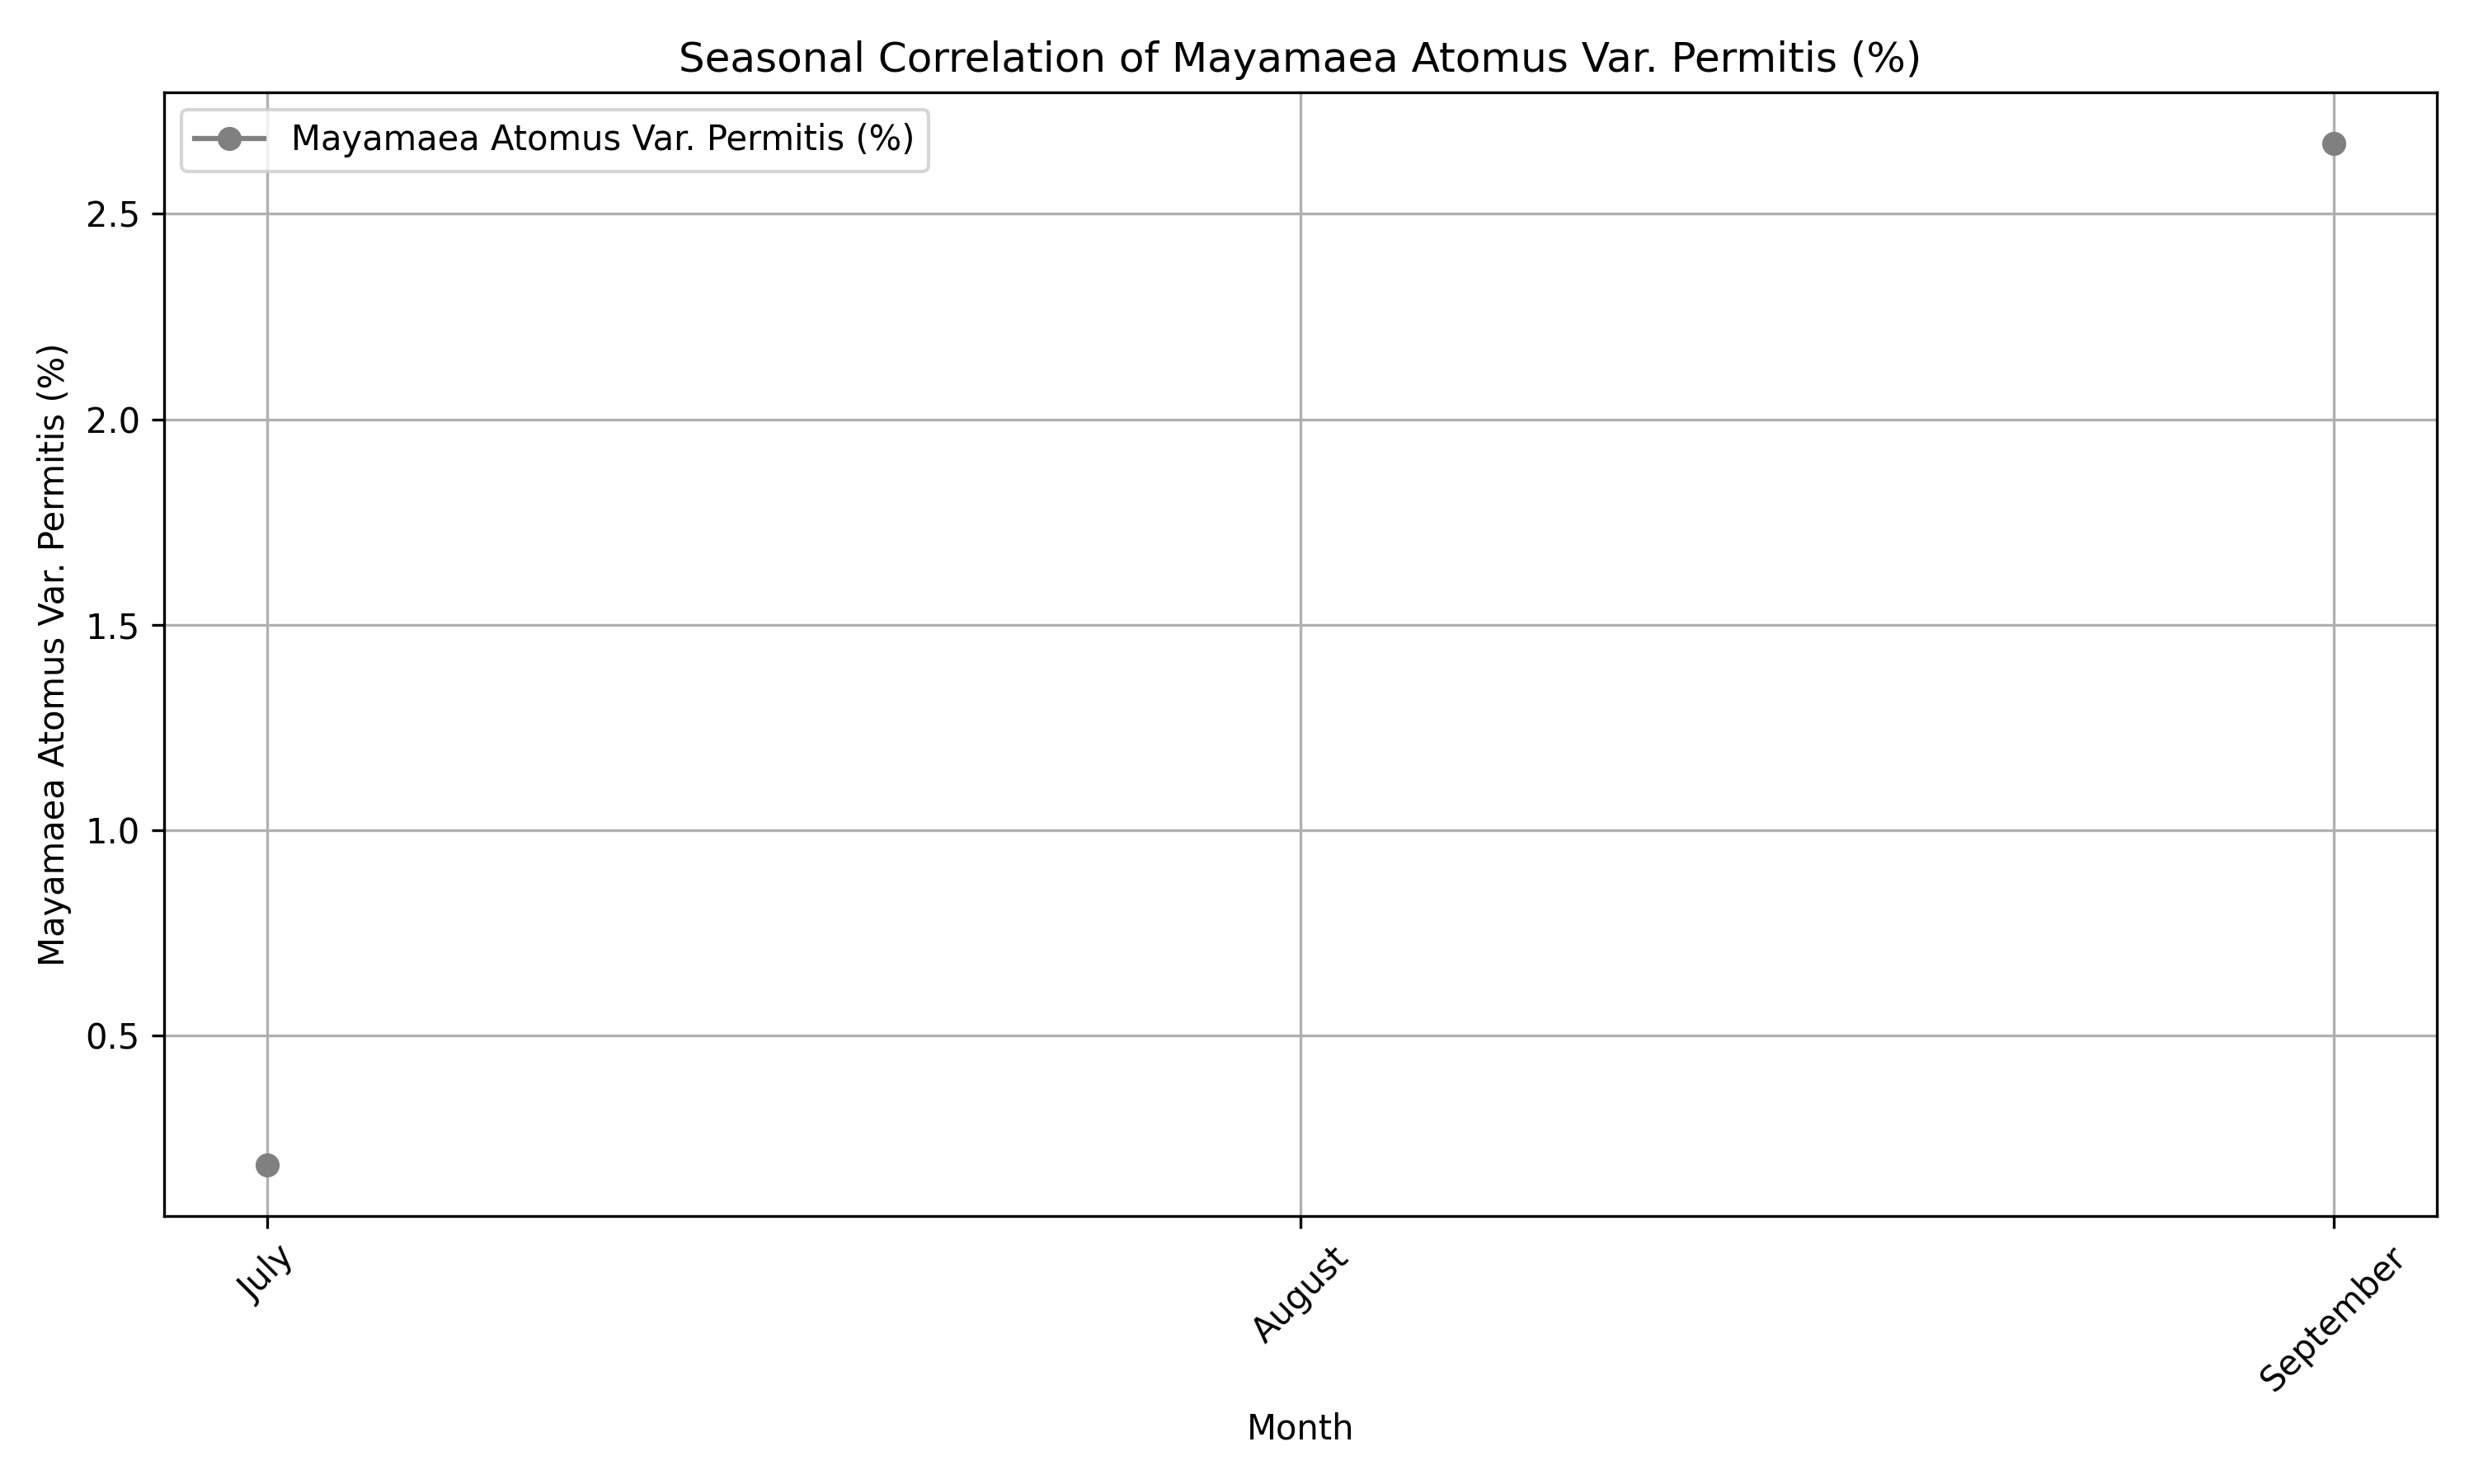 Seasonal Correlation of Mayamaea Atomus Var. Permitis (%)
Mayamaea Atomus Var. Permitis (%)
Mayamaea Atomus Var. Permitis (%)
2.5
2.0
1.5
1.0
0.5
July
August
September
Month